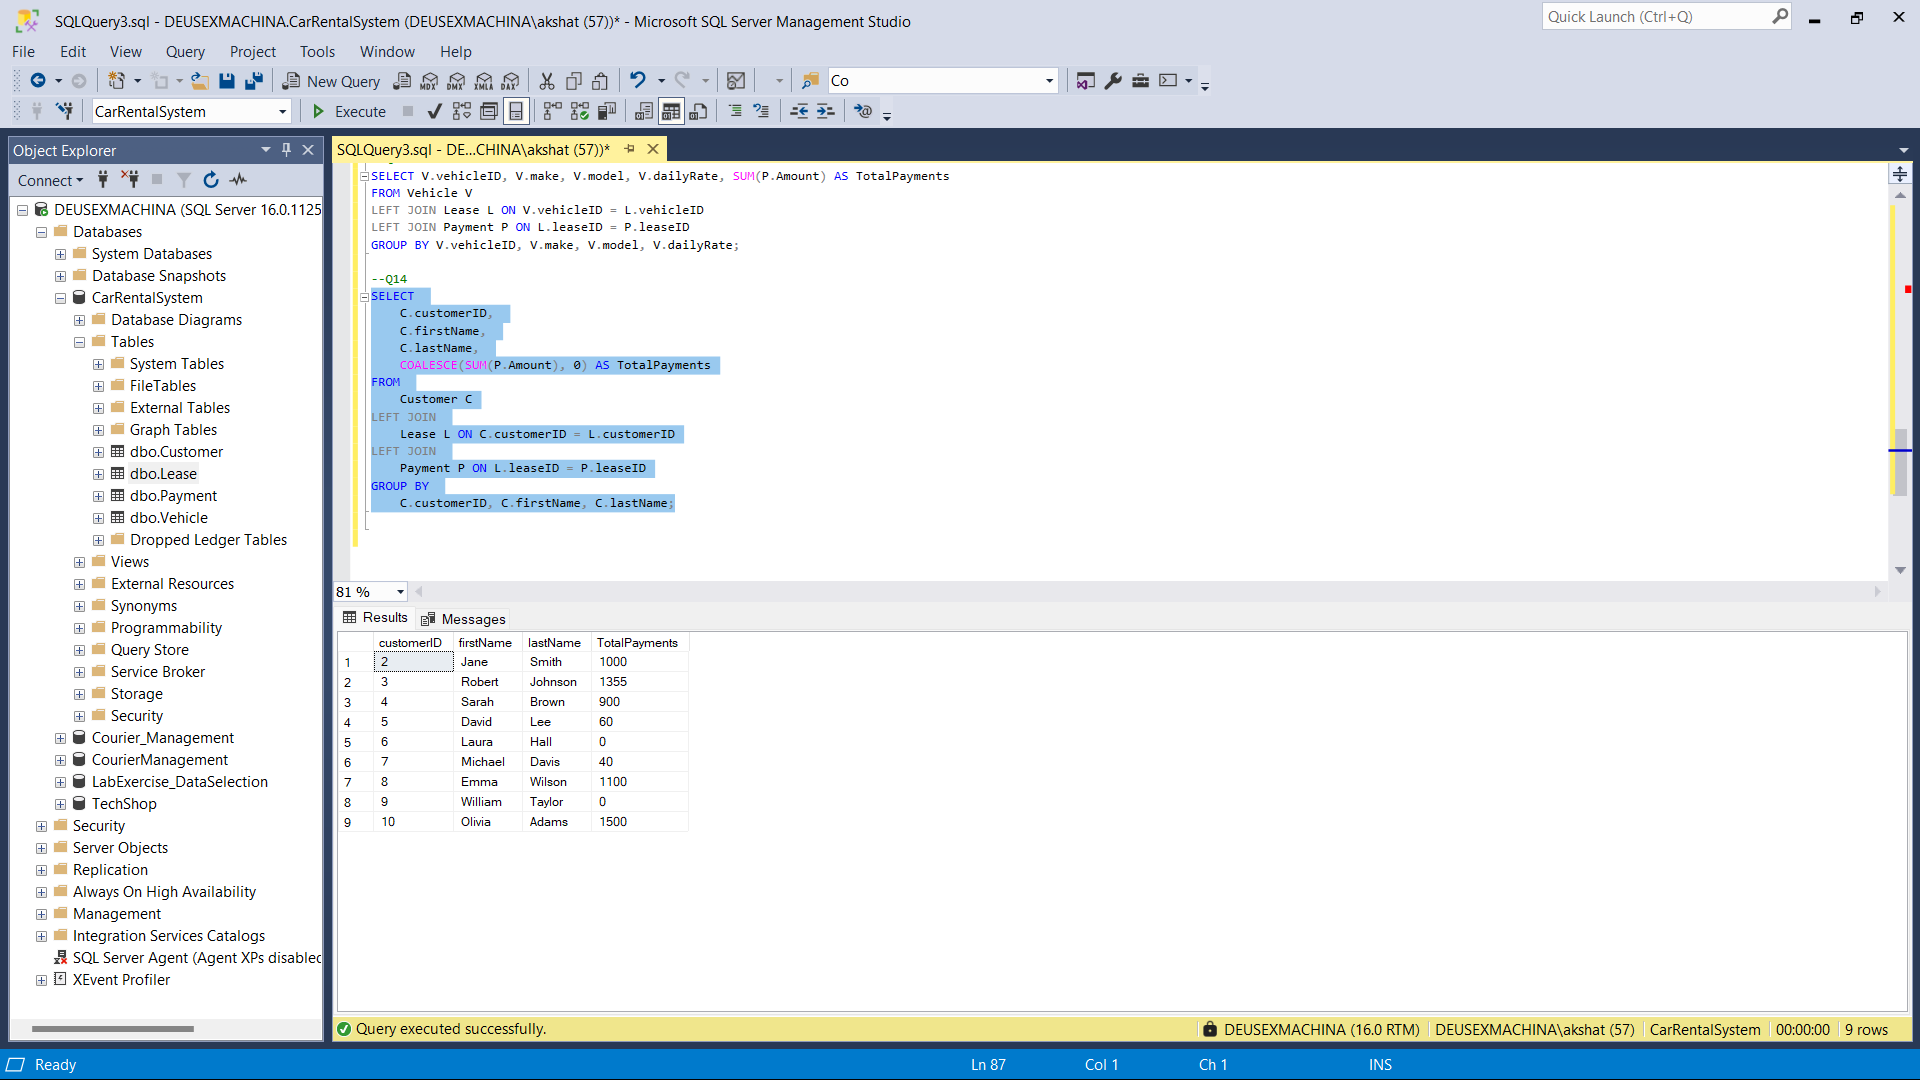 SQLQuery3.sql - DEUSEXMACHINA.CarRentalSystem (DEUSEXMACHINA\akshat (57))* - Microsoft SQL Server Management Studio
Quick Launch (Ctrl+Q)
File Edit View Query Project Tools Window Help
New Query
MDX DMX XMLA DAX
Co
CarRentalSystem
Execute
Object Explorer
Connect
DEUSEXMACHINA (SQL Server 16.0.1125
Databases
System Databases
Database Snapshots
CarRentalSystem
Database Diagrams
Tables
System Tables
FileTables
External Tables
Graph Tables
dbo.Customer
dbo.Lease
dbo.Payment
dbo.Vehicle
Dropped Ledger Tables
Views
External Resources
Synonyms
Programmability
Query Store
Service Broker
Storage
Security
Courier_Management
CourierManagement
LabExercise_DataSelection
TechShop
Security
Server Objects
Replication
Always On High Availability
Management
Integration Services Catalogs
SQL Server Agent (Agent XPs disabled
XEvent Profiler
SQLQuery3.sql - DE...CHINA\akshat (57))*
SELECT V.vehicleID, V.make, V.model, V.dailyRate, SUM(P.Amount) AS TotalPayments
FROM Vehicle V
LEFT JOIN Lease L ON V.vehicleID = L.vehicleID
LEFT JOIN Payment P ON L.leaseID = P.leaseID
GROUP BY V.vehicleID, V.make, V.model, V.dailyRate;
--Q14
SELECT
C.customerID,
C.firstName,
C.lastName,
COALESCE(SUM(P.Amount), 0) AS TotalPayments
FROM
Customer C
LEFT JOIN
Lease L ON C.customerID = L.customerID
LEFT JOIN
Payment P ON L.leaseID = P.leaseID
GROUP BY
C.customerID, C.firstName, C.lastName;
81 %
Results Messages
customerID firstName lastName TotalPayments
1 2 Jane Smith 1000
2 3 Robert Johnson 1355
3 4 Sarah Brown 900
4 5 David Lee 60
5 6 Laura Hall 0
6 7 Michael Davis 40
7 8 Emma Wilson 1100
8 9 William Taylor 0
9 10 Olivia Adams 1500
Query executed successfully.
DEUSEXMACHINA (16.0 RTM) DEUSEXMACHINA\akshat (57) CarRentalSystem 00:00:00 9 rows
Ready
Ln 87 Col 1 Ch 1 INS